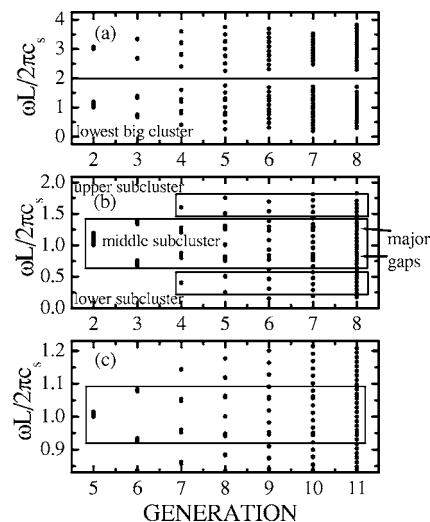 ωL/2πcₛ
4
3
2
1
0
(a)
lowest big cluster
2 3 4 5 6 7 8
ωL/2πcₛ
2.0
1.5
1.0
0.5
0.0
upper subcluster
(b)
middle subcluster
lower subcluster
major
gaps
2 3 4 5 6 7 8
ωL/2πcₛ
1.2
1.1
1.0
0.9
(c)
5 6 7 8 9 10 11
GENERATION